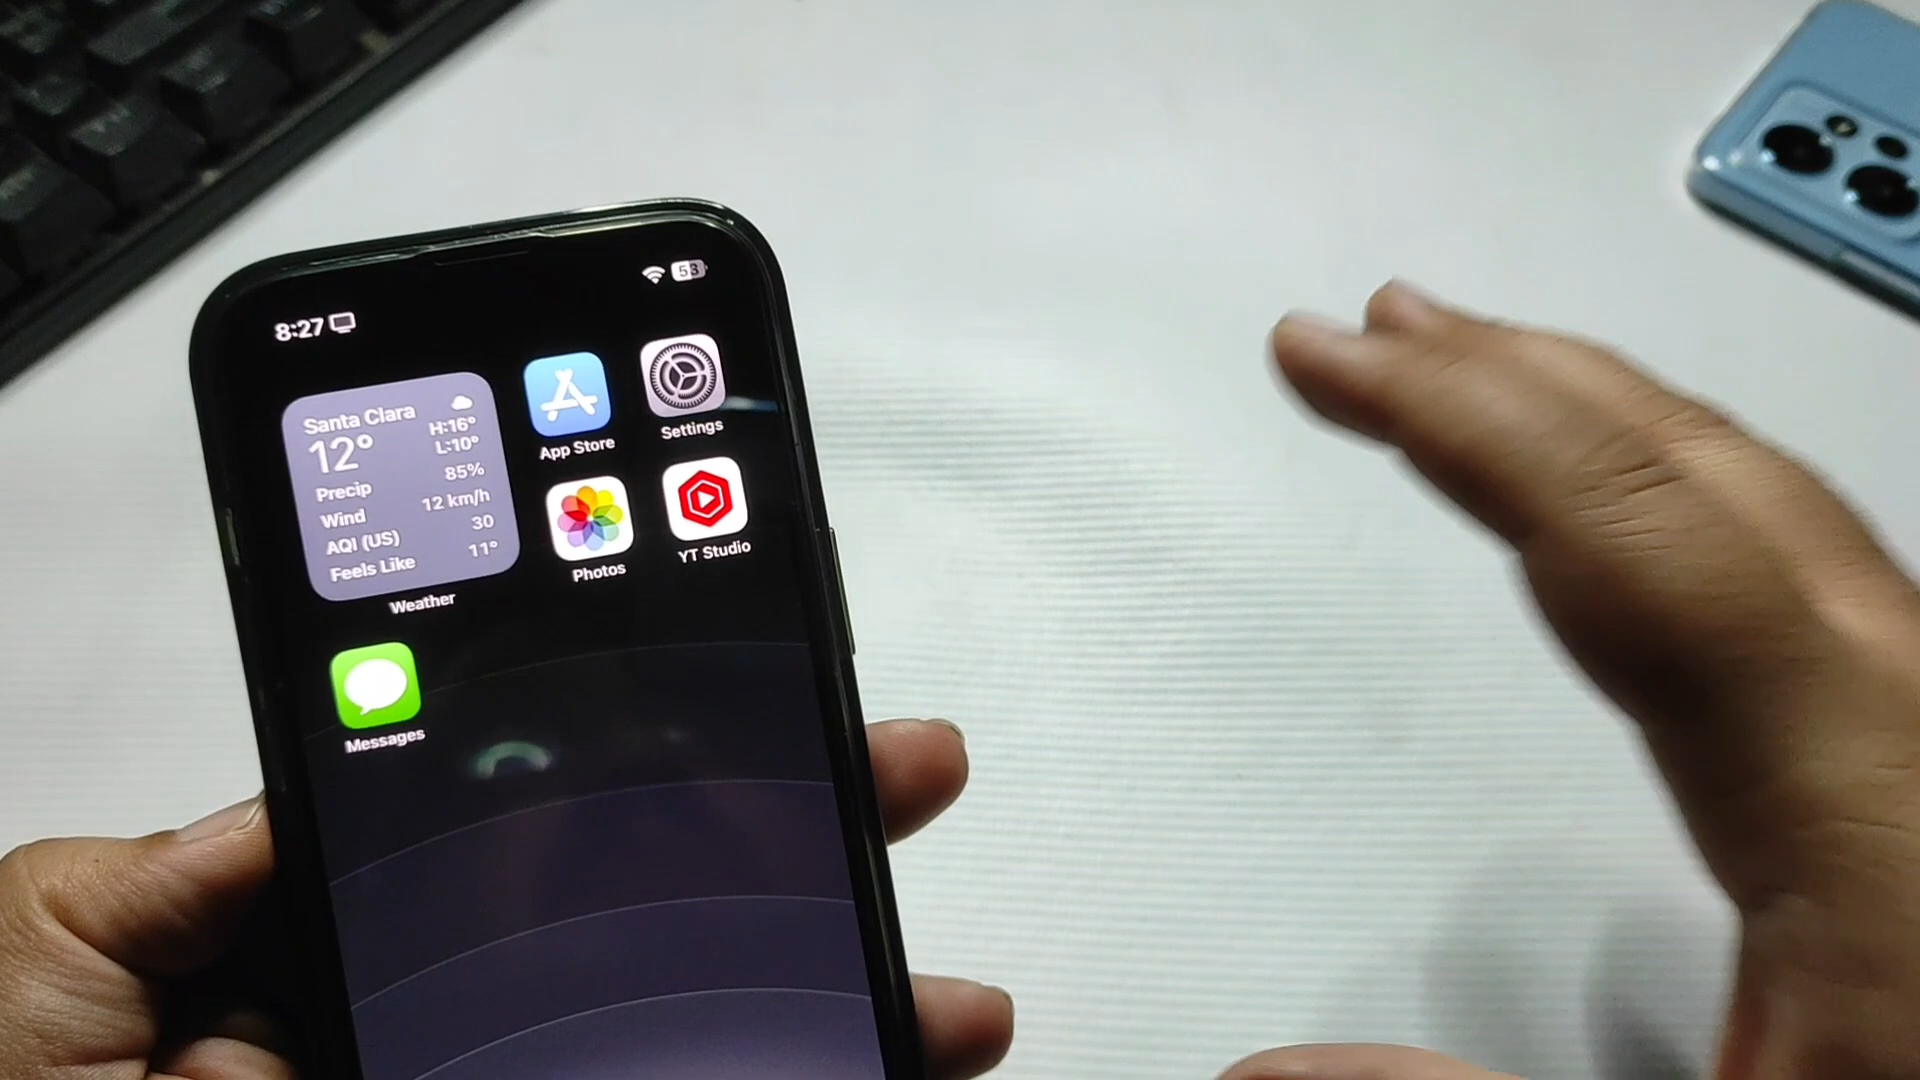 8:27
53
Santa Clara
12°
H:16°
L:10°
Precip 85%
Wind 12 km/h
AQI (US) 30
Feels Like 11°
Weather
App Store
Settings
Photos
YT Studio
Messages